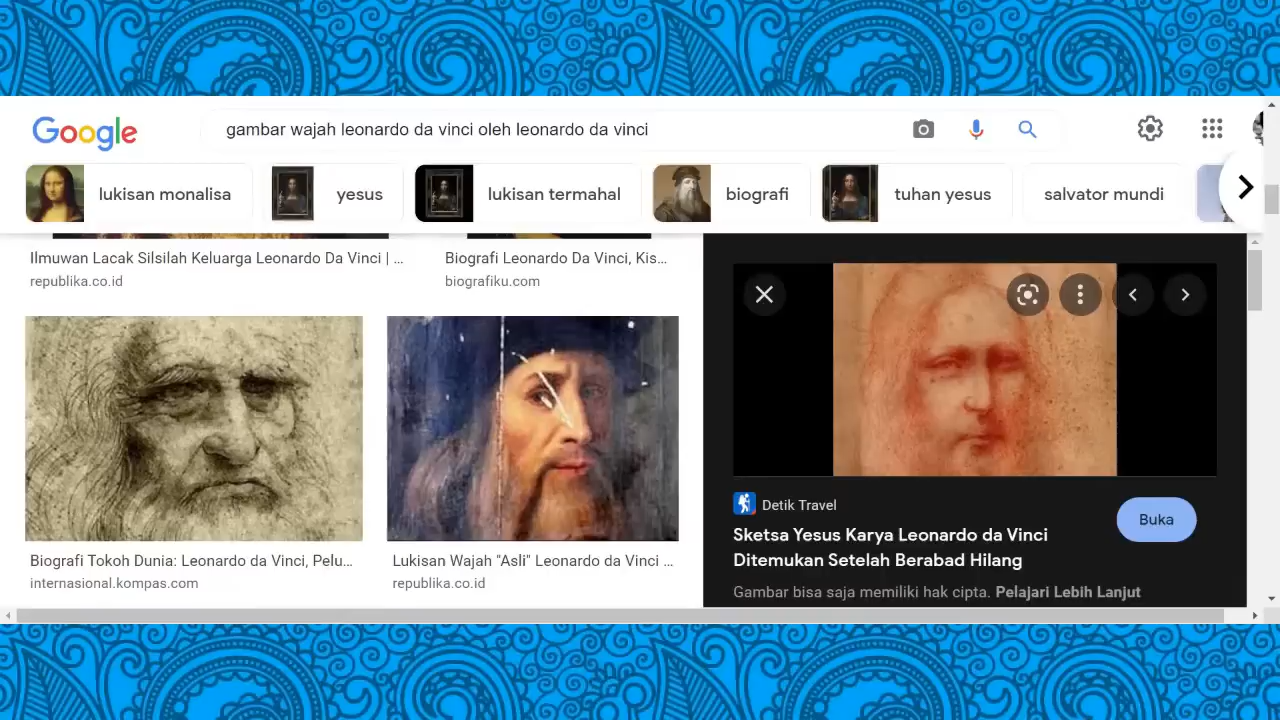 Google
gambar wajah leonardo da vinci oleh leonardo da vinci
lukisan monalisa
yesus
lukisan termahal
biografi
tuhan yesus
salvator mundi
Ilmuwan Lacak Silsilah Keluarga Leonardo Da Vinci | ...
republika.co.id
Biografi Leonardo Da Vinci, Kis...
biografiku.com
Biografi Tokoh Dunia: Leonardo da Vinci, Pelu...
internasional.kompas.com
Lukisan Wajah "Asli" Leonardo da Vinci ...
republika.co.id
Detik Travel
Sketsa Yesus Karya Leonardo da Vinci
Ditemukan Setelah Berabad Hilang
Buka
Gambar bisa saja memiliki hak cipta. Pelajari Lebih Lanjut